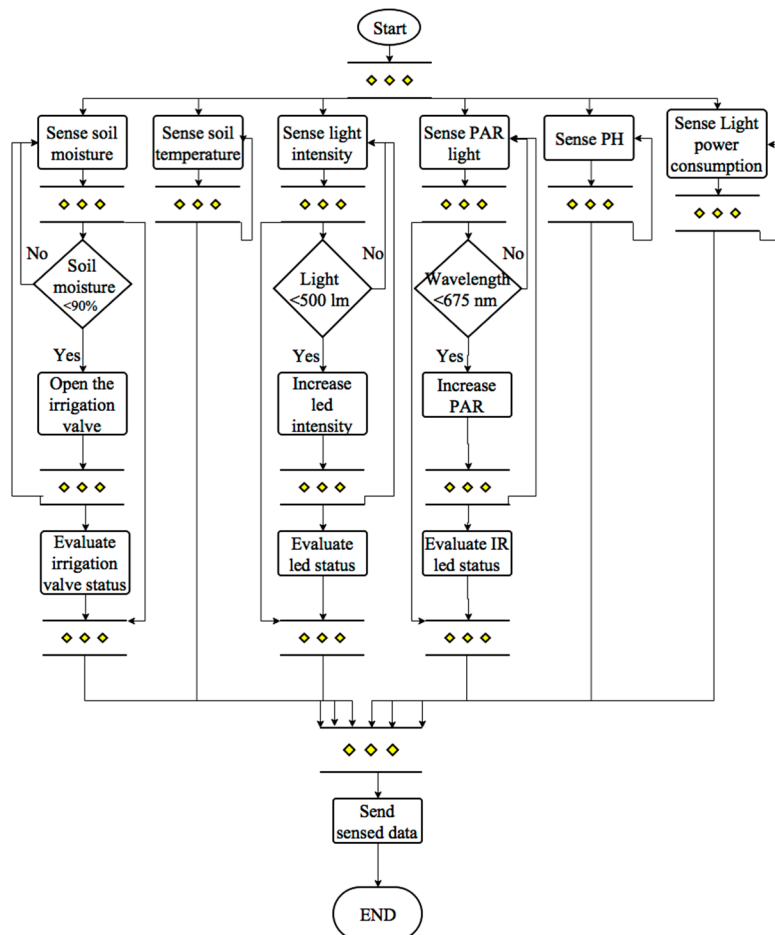 Start
Sense soil
moisture
Sense soil
temperature
Sense light
intensity
Sense PAR
light
Sense PH
Sense Light
power
consumption
No
Soil
moisture
<90%
No
Light
<500 lm
No
Wavelength
<675 nm
Yes
Yes
Yes
Open the
irrigation
valve
Increase
led
intensity
Increase
PAR
Evaluate
irrigation
valve status
Evaluate
led status
Evaluate IR
led status
Send
sensed data
END